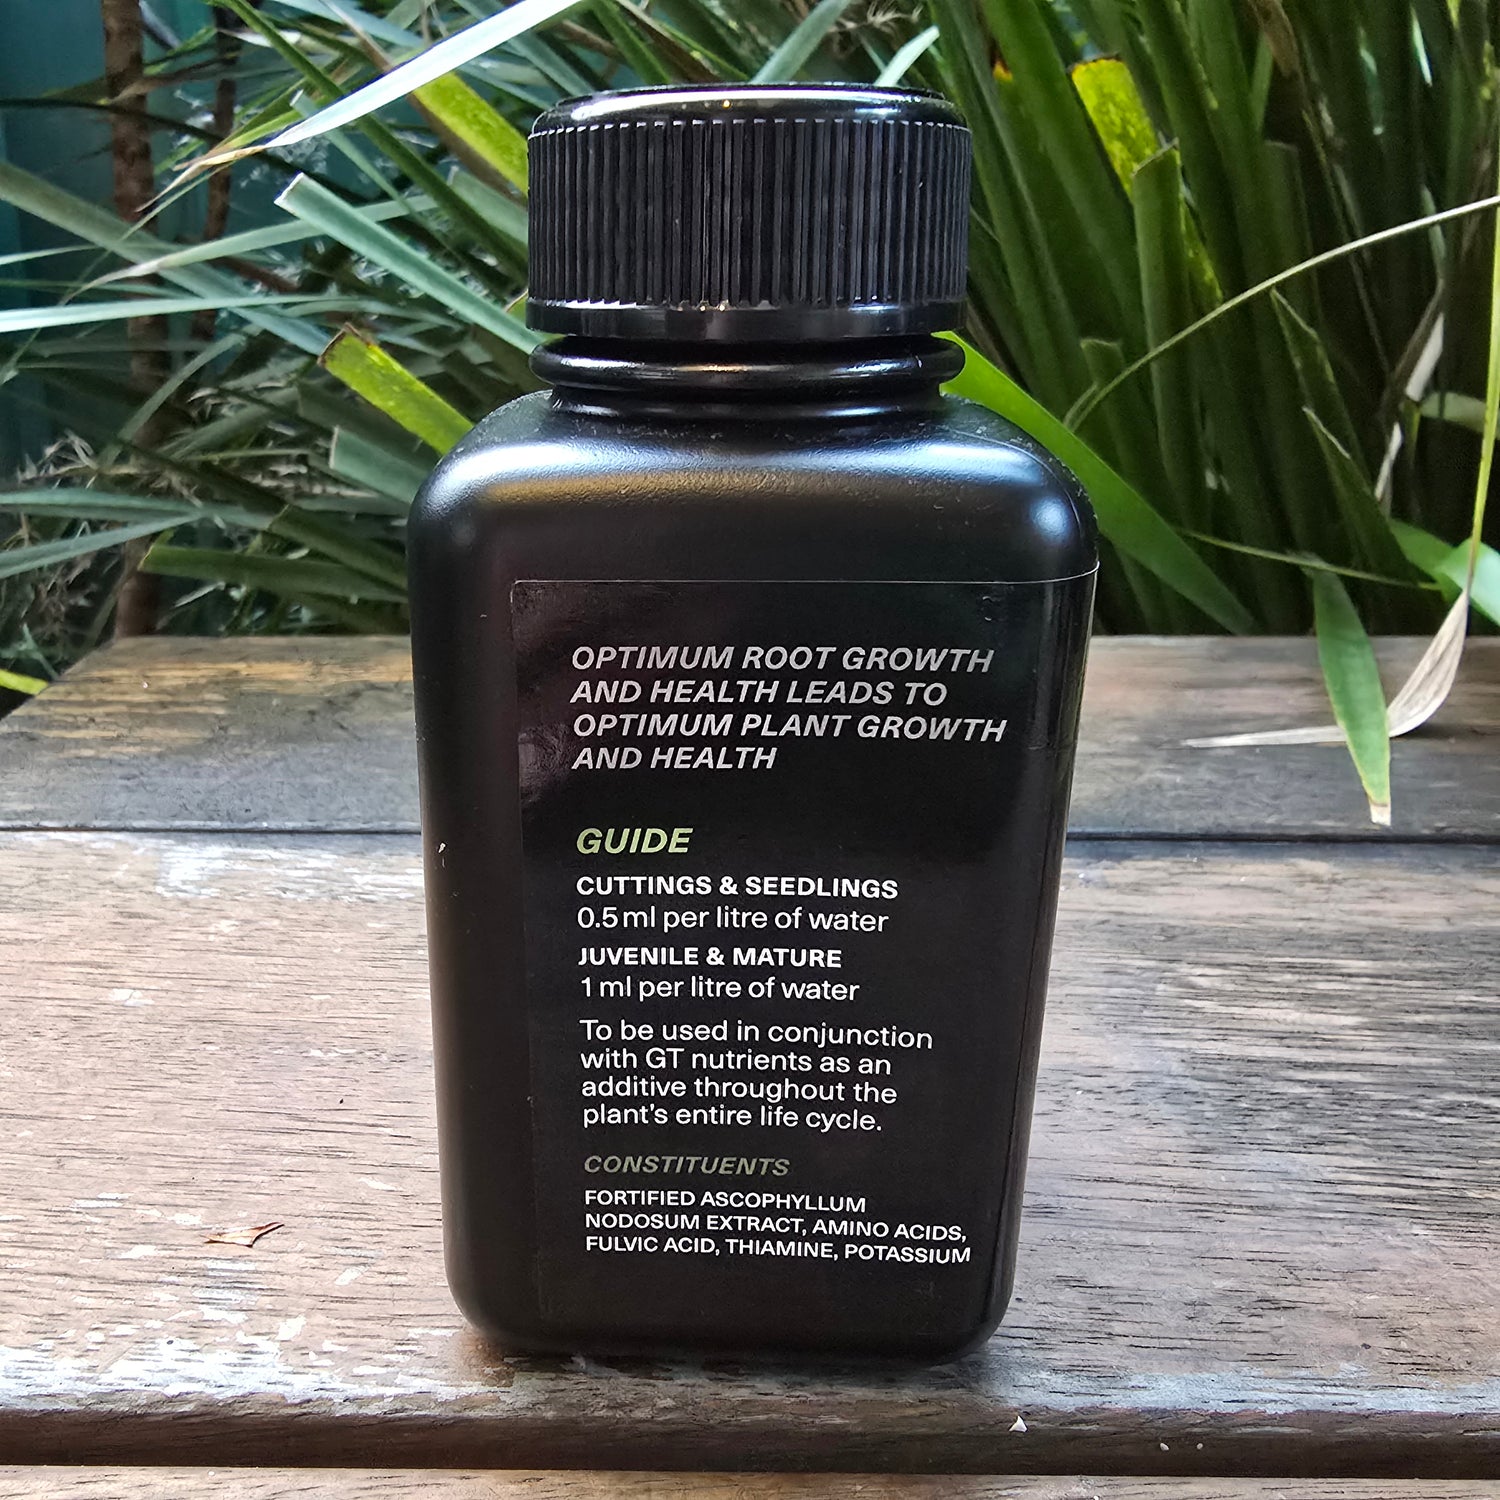 OPTIMUM ROOT GROWTH
AND HEALTH LEADS TO
OPTIMUM PLANT GROWTH
AND HEALTH
GUIDE
CUTTINGS & SEEDLINGS
0.5 ml per litre of water
JUVENILE & MATURE
1 ml per litre of water
To be used in conjunction
with GT nutrients as an
additive throughout the
plant's entire life cycle.
CONSTITUENTS
FORTIFIED ASCOPHYLLUM
NODOSUM EXTRACT, AMINO ACIDS,
FULVIC ACID, THIAMINE, POTASSIUM